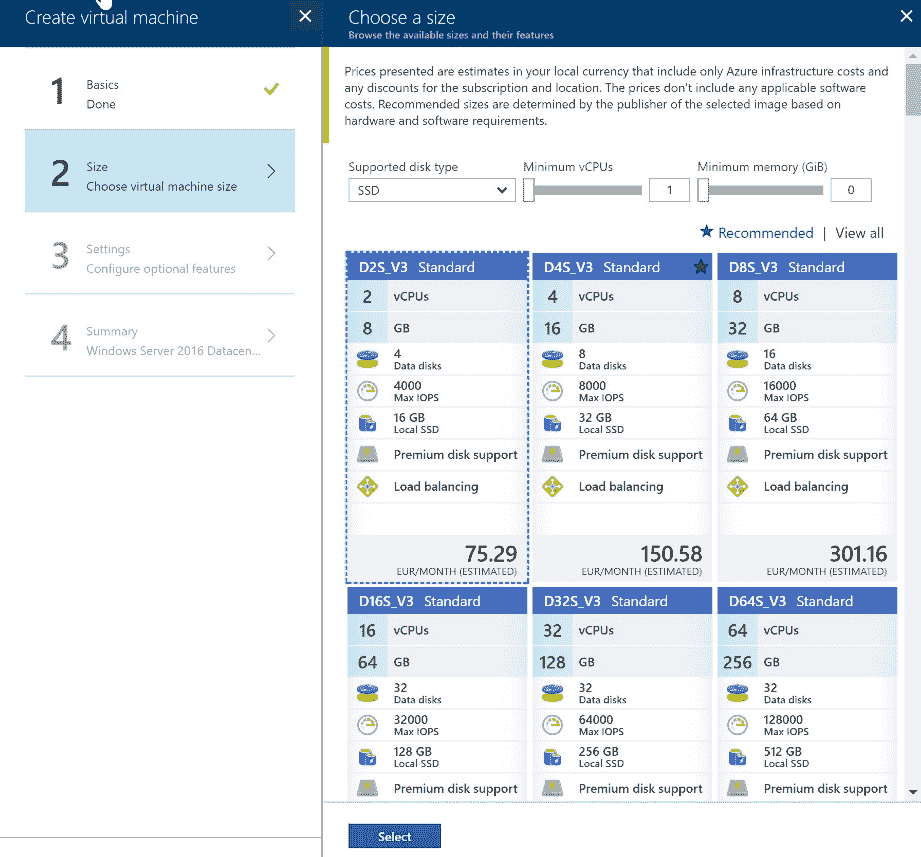 Create virtual machine
1
Basics
Done
2
Size
Choose virtual machine size
3
Settings
Configure optional features
4
Summary
Windows Server 2016 Datacen...
Choose a size
Browse the available sizes and their features
Prices presented are estimates in your local currency that include only Azure infrastructure costs and
any discounts for the subscription and location. The prices don't include any applicable software
costs. Recommended sizes are determined by the publisher of the selected image based on
hardware and software requirements.
Supported disk type
SSD
Minimum vCPUs
1
Minimum memory (GiB)
0
Recommended | View all
D2S_V3 Standard
2 vCPUs
8 GB
4
Data disks
4000
Max IOPS
16 GB
Local SSD
Premium disk support
Load balancing
75.29
EUR/MONTH (ESTIMATED)
D4S_V3 Standard
4 vCPUs
16 GB
8
Data disks
8000
Max IOPS
32 GB
Local SSD
Premium disk support
Load balancing
150.58
EUR/MONTH (ESTIMATED)
D8S_V3 Standard
8 vCPUs
32 GB
16
Data disks
16000
Max IOPS
64 GB
Local SSD
Premium disk support
Load balancing
301.16
EUR/MONTH (ESTIMATED)
D16S_V3 Standard
16 vCPUs
64 GB
32
Data disks
32000
Max IOPS
128 GB
Local SSD
Premium disk support
D32S_V3 Standard
32 vCPUs
128 GB
32
Data disks
64000
Max IOPS
256 GB
Local SSD
Premium disk support
D64S_V3 Standard
64 vCPUs
256 GB
32
Data disks
128000
Max IOPS
512 GB
Local SSD
Premium disk support
Select